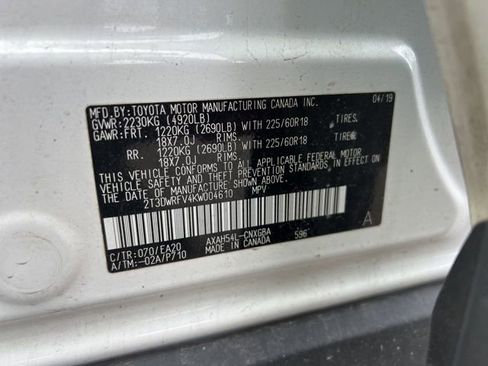 MFD.BY:TOYOTA MOTOR MANUFACTURING CANADA INC. 04/19
GVWR:2230KG (4920LB)
GAWR:FRT. 1220KG (2690LB) WITH 225/60R18 TIRES.
18X7.0J RIMS.
RR. 1220KG (2690LB) WITH 225/60R18 TIRES.
18X7.0J RIMS.
THIS VEHICLE CONFORMS TO ALL APPLICABLE FEDERAL MOTOR
VEHICLE SAFETY AND THEFT PREVENTION STANDARDS IN EFFECT ON
THE DATE OF MANUFACTURE SHOWN ABOVE.
2T3DWRFV4KW004610 MPV
A
C/TR:070/EA20 AXAH54L-CNXGBA 596
A/TM:-02A/P710 MADE IN CANADA